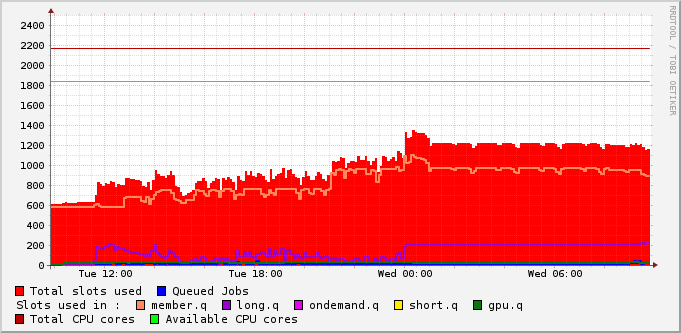 2400
2200
2000
1800
1600
1400
1200
1000
800
600
400
200
0
Tue 12:00 Tue 18:00 Wed 00:00 Wed 06:00
Total slots used Queued Jobs
Slots used in : member.q long.q ondemand.q short.q gpu.q
Total CPU cores Available CPU cores
RRDTOOL / TOBI OETIKER